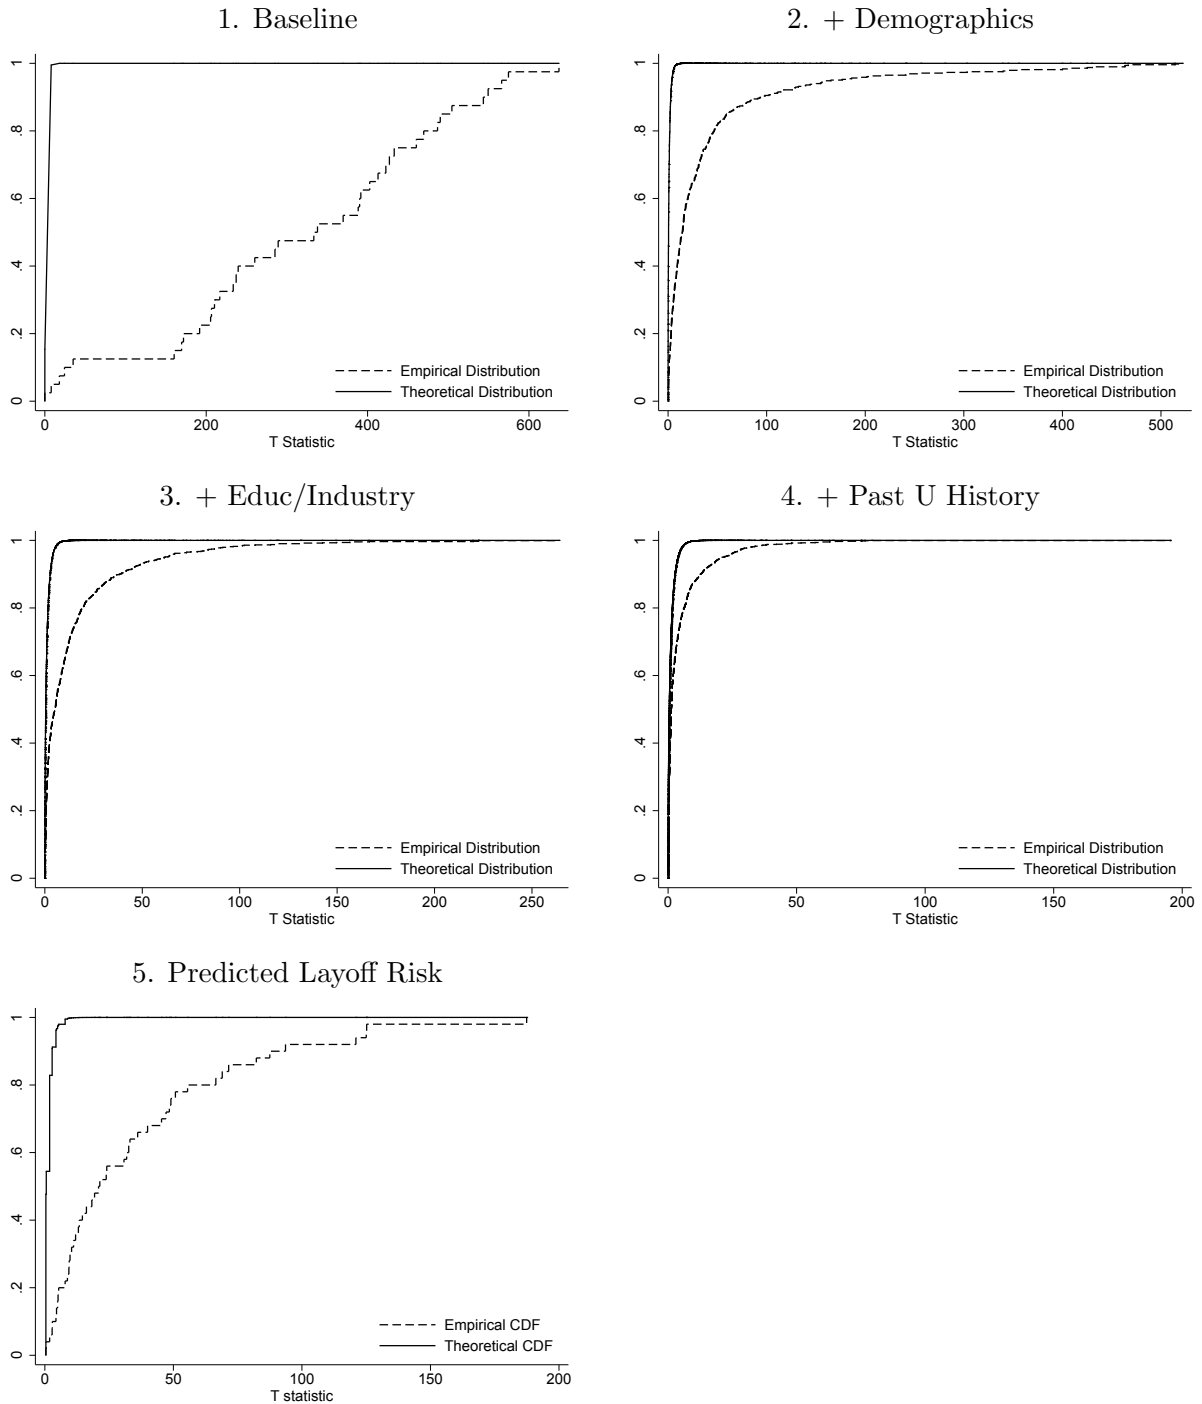 1. Baseline
1
.8
.6
.4
.2
0
Empirical Distribution
Theoretical Distribution
0 200 400 600
T Statistic
2. + Demographics
1
.8
.6
.4
.2
0
Empirical Distribution
Theoretical Distribution
0 100 200 300 400 500
T Statistic
3. + Educ/Industry
1
.8
.6
.4
.2
0
Empirical Distribution
Theoretical Distribution
0 50 100 150 200 250
T Statistic
4. + Past U History
1
.8
.6
.4
.2
0
Empirical Distribution
Theoretical Distribution
0 50 100 150 200
T Statistic
5. Predicted Layoff Risk
1
.8
.6
.4
.2
0
Empirical CDF
Theoretical CDF
0 50 100 150 200
T statistic